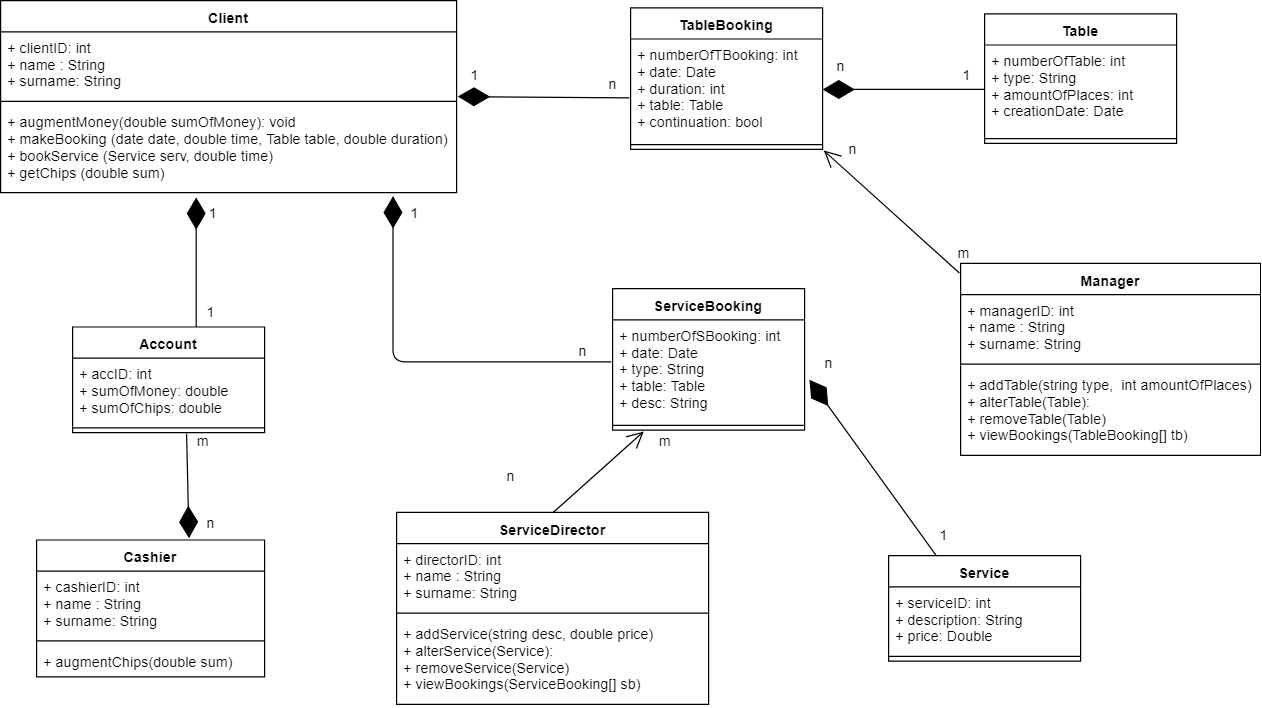 Client
+ clientID: int
+ name : String
+ surname: String
+ augmentMoney(double sumOfMoney): void
+ makeBooking (date date, double time, Table table, double duration)
+ bookService (Service serv, double time)
+ getChips (double sum)
1
n
TableBooking
+ numberOfTBooking: int
+ date: Date
+ duration: int
+ table: Table
+ continuation: bool
n
1
Table
+ numberOfTable: int
+ type: String
+ amountOfPlaces: int
+ creationDate: Date
n
m
Manager
+ managerID: int
+ name : String
+ surname: String
+ addTable(string type,  int amountOfPlaces)
+ alterTable(Table):
+ removeTable(Table)
+ viewBookings(TableBooking[] tb)
1
1
Account
+ accID: int
+ sumOfMoney: double
+ sumOfChips: double
m
n
Cashier
+ cashierID: int
+ name : String
+ surname: String
+ augmentChips(double sum)
1
n
ServiceBooking
+ numberOfSBooking: int
+ date: Date
+ type: String
+ table: Table
+ desc: String
m
n
ServiceDirector
+ directorID: int
+ name : String
+ surname: String
+ addService(string desc, double price)
+ alterService(Service):
+ removeService(Service)
+ viewBookings(ServiceBooking[] sb)
n
1
Service
+ serviceID: int
+ description: String
+ price: Double